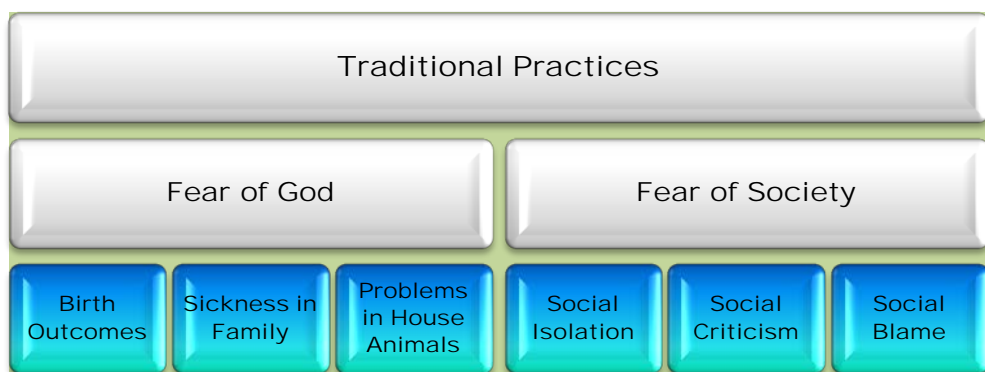 Traditional Practices
Fear of God
Fear of Society
Birth
Outcomes
Sickness in
Family
Problems
in House
Animals
Social
Isolation
Social
Criticism
Social
Blame